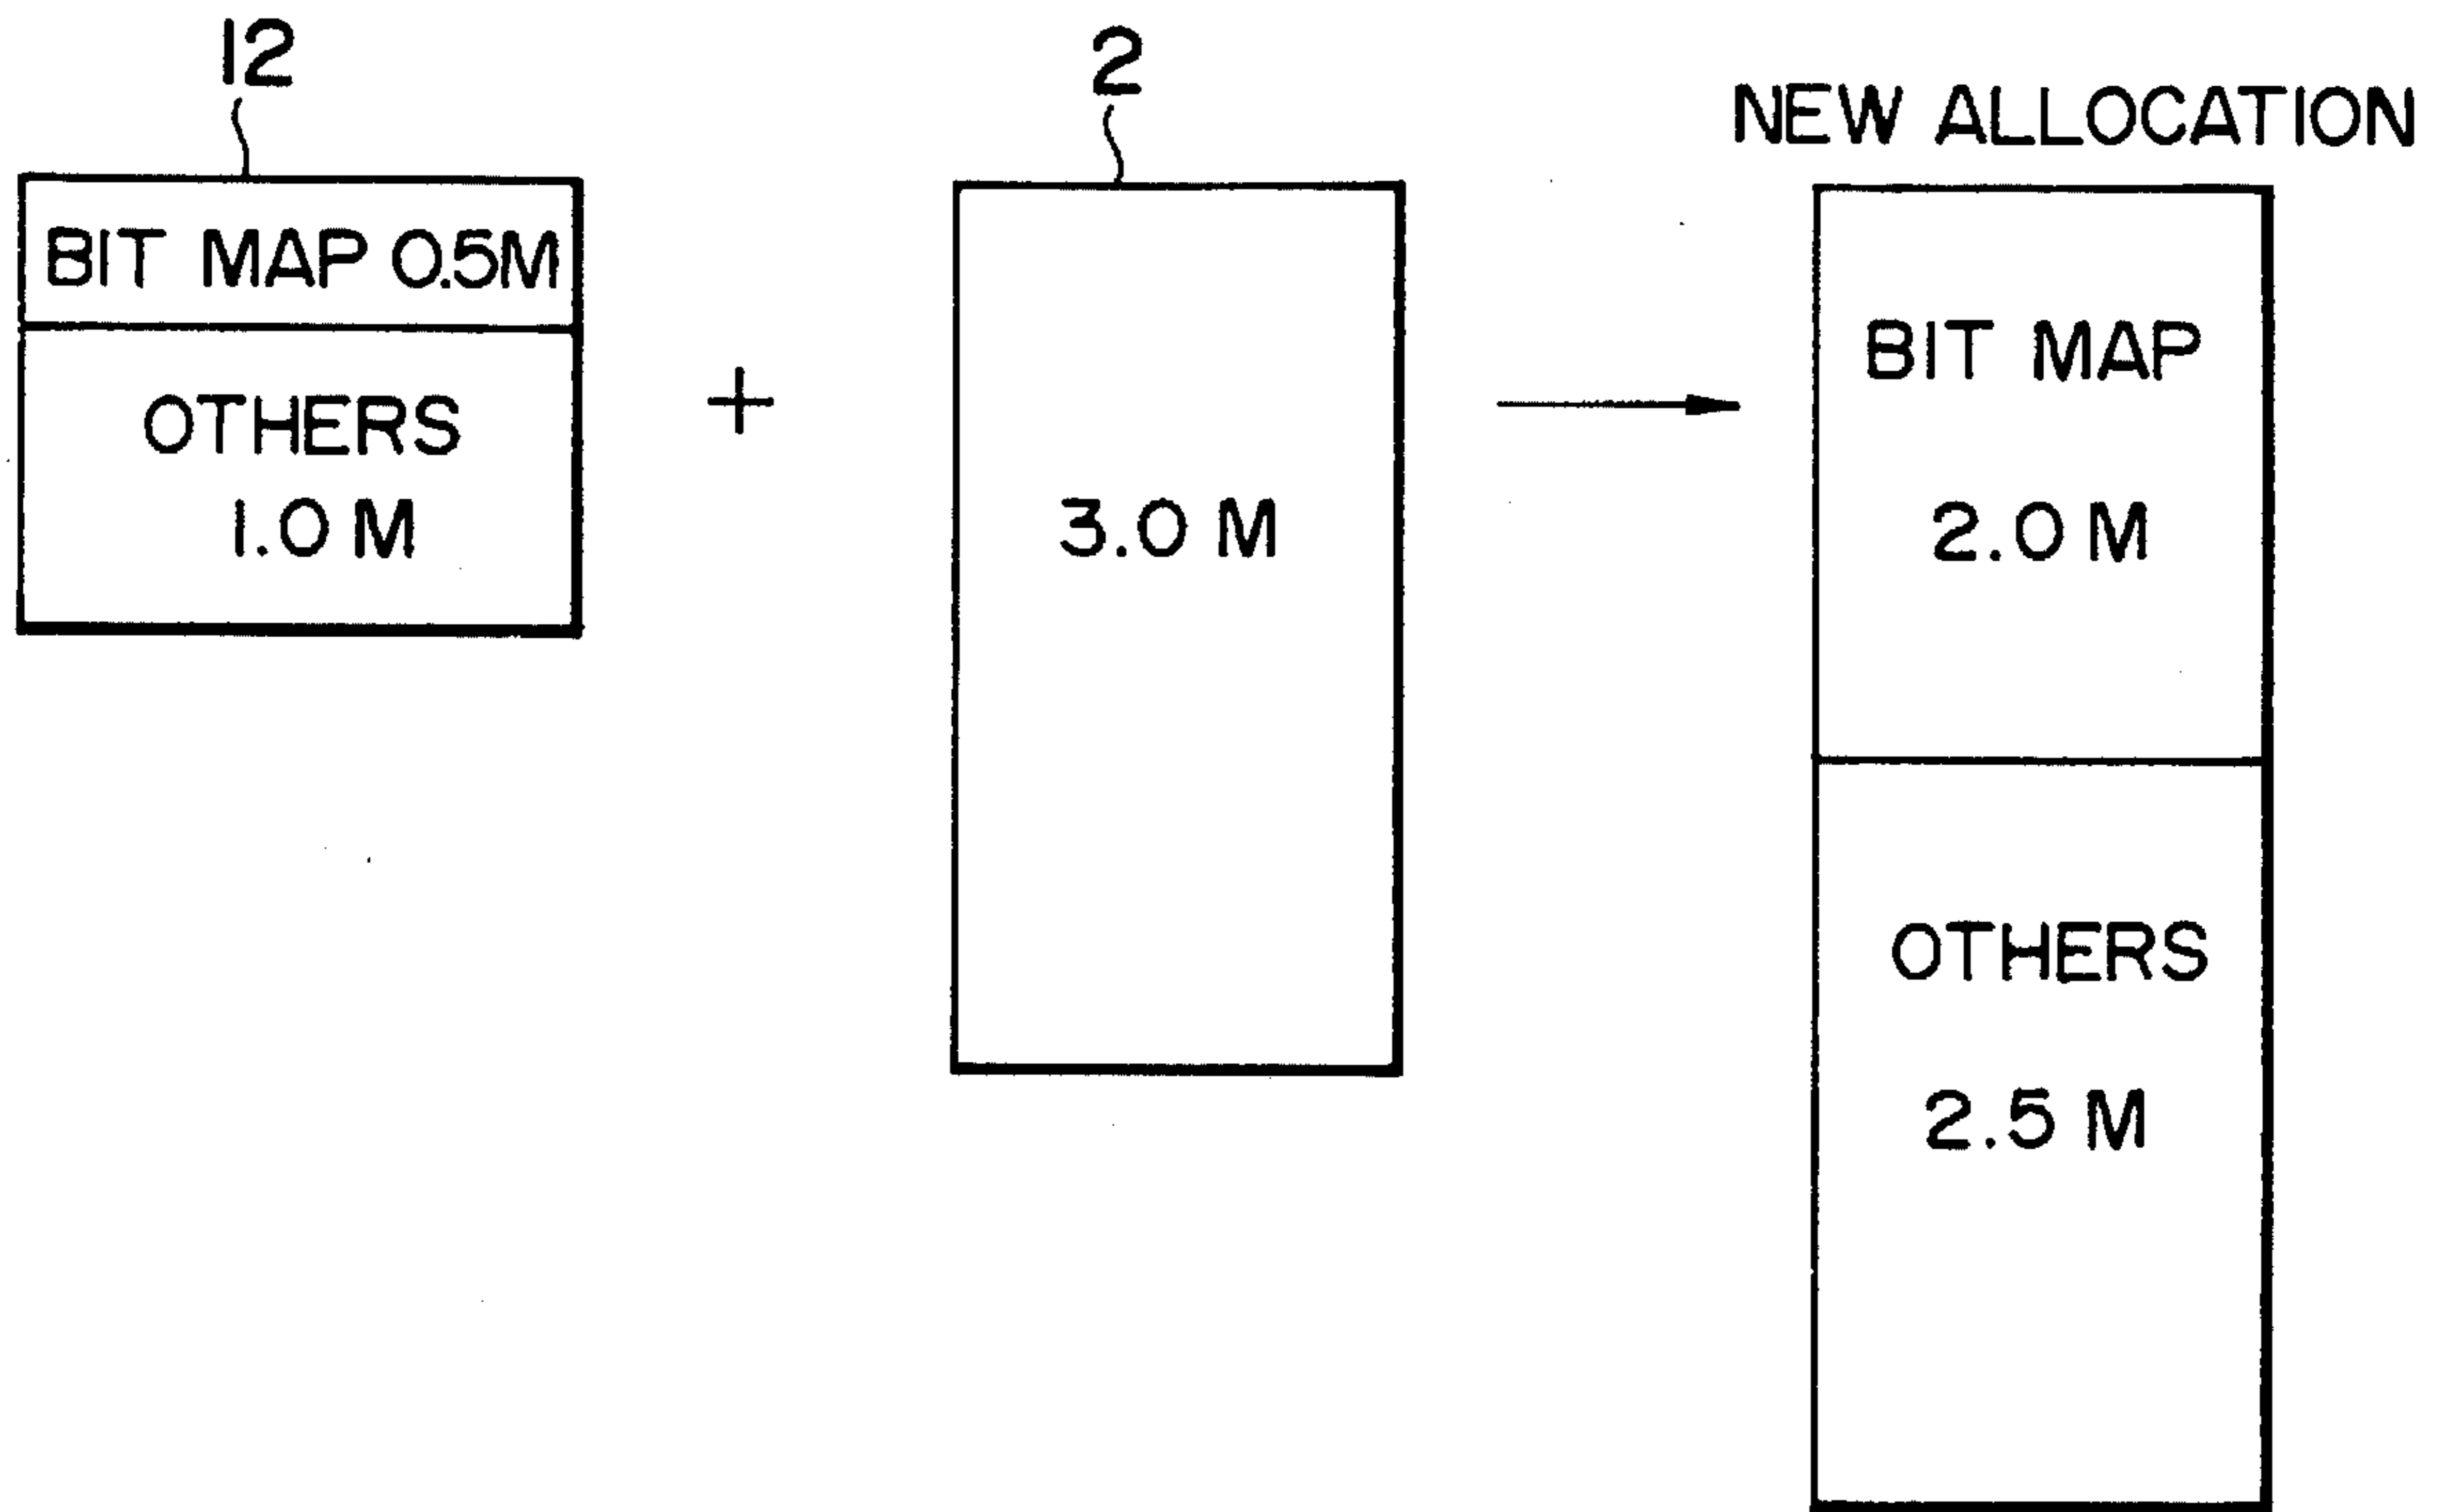 12
BIT MAP 0.5M
OTHERS
1.0 M
+
2
3.0 M
NEW ALLOCATION
BIT MAP
2.0 M
OTHERS
2.5 M